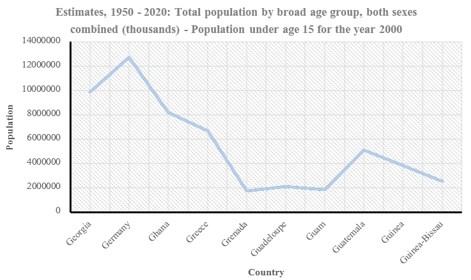 Estimates, 1950 - 2020: Total population by broad age group, both sexes
combined (thousands) - Population under age 15 for the year 2000
14000000
12000000
10000000
8000000
6000000
4000000
2000000
0
Population
Georgia
Germany
Ghana
Greece
Grenada
Guadeloupe
Guam
Guatemala
Guinea
Guinea-Bissau
Country